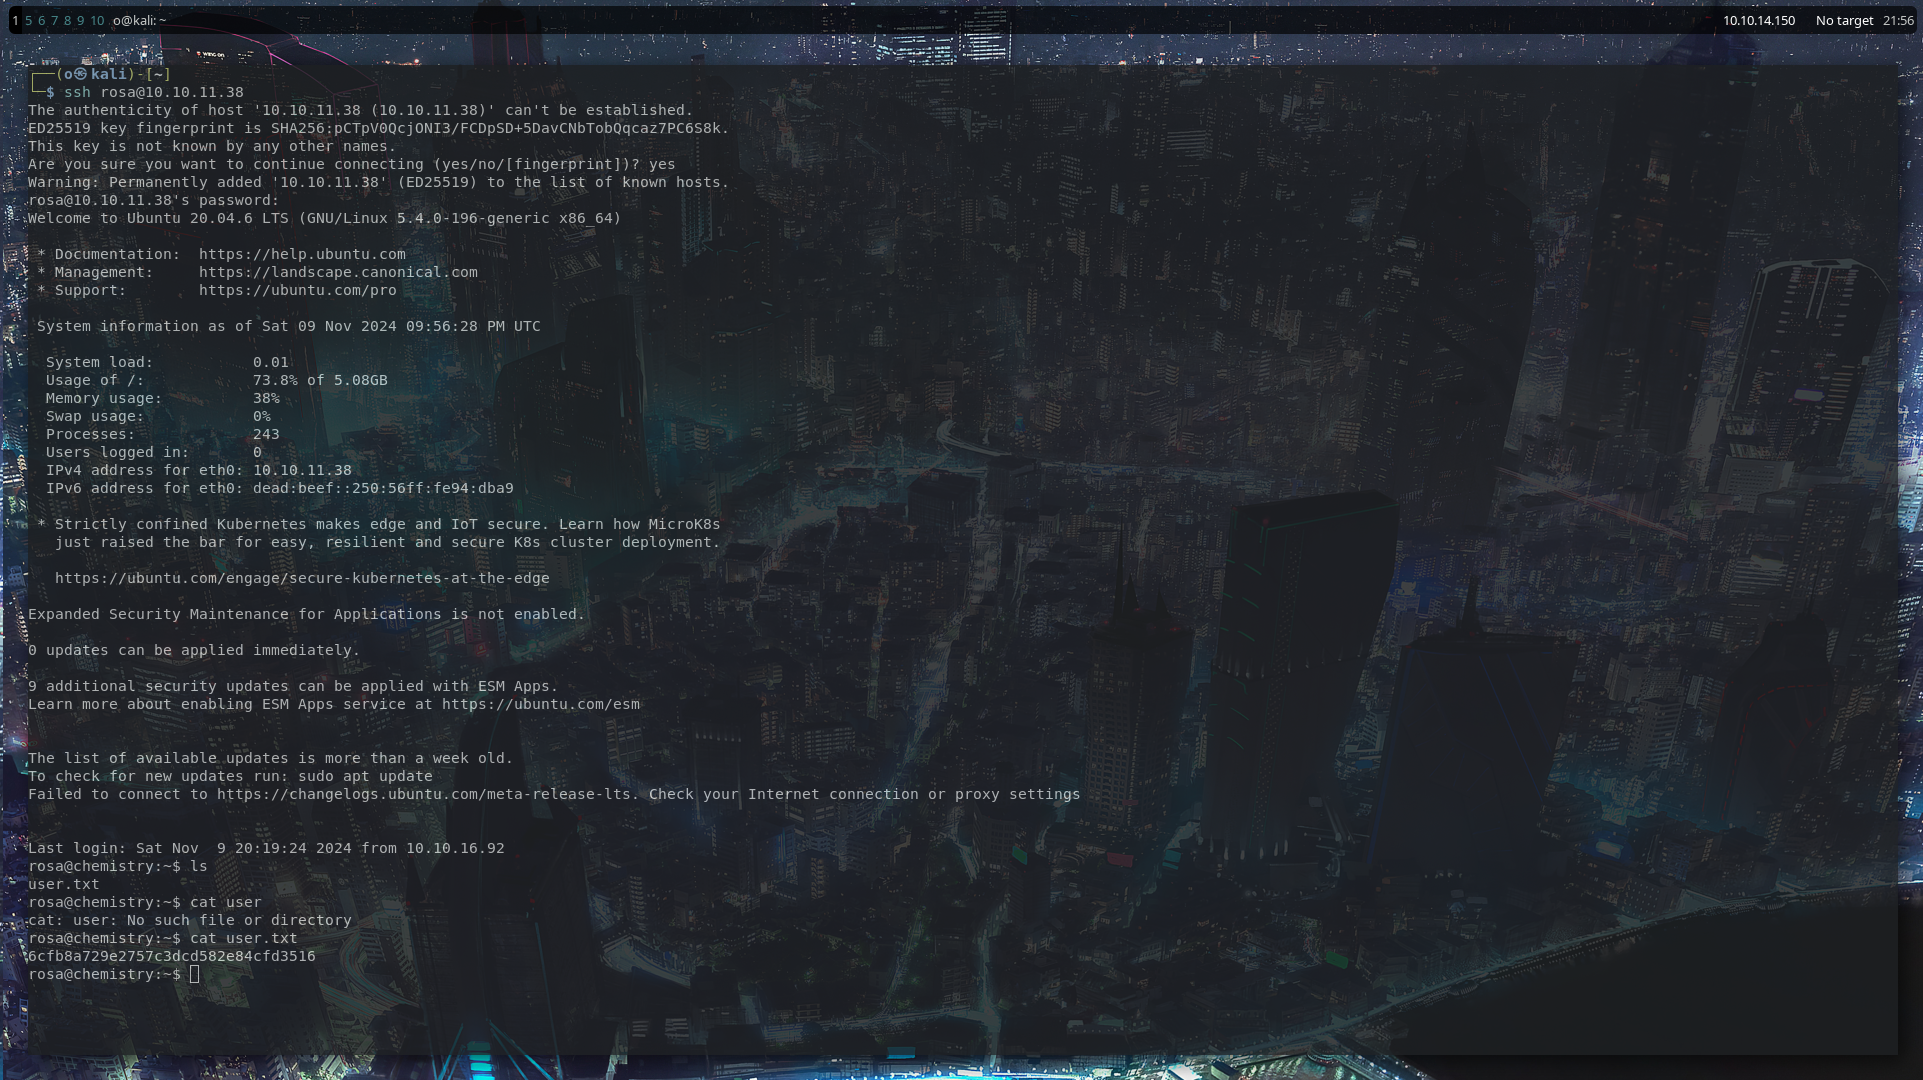 1 5 6 7 8 9 10 o@kali: ~ 10.10.14.150 No target 21:56
┌──(o㉿kali)-[~]
└─$ ssh rosa@10.10.11.38
The authenticity of host '10.10.11.38 (10.10.11.38)' can't be established.
ED25519 key fingerprint is SHA256:pCTpV0QcjONI3/FCDpSD+5DavCNbTobQqcaz7PC6S8k.
This key is not known by any other names.
Are you sure you want to continue connecting (yes/no/[fingerprint])? yes
Warning: Permanently added '10.10.11.38' (ED25519) to the list of known hosts.
rosa@10.10.11.38's password:
Welcome to Ubuntu 20.04.6 LTS (GNU/Linux 5.4.0-196-generic x86_64)
* Documentation:  https://help.ubuntu.com
* Management:     https://landscape.canonical.com
* Support:        https://ubuntu.com/pro
System information as of Sat 09 Nov 2024 09:56:28 PM UTC
System load:           0.01
Usage of /:            73.8% of 5.08GB
Memory usage:          38%
Swap usage:            0%
Processes:             243
Users logged in:       0
IPv4 address for eth0: 10.10.11.38
IPv6 address for eth0: dead:beef::250:56ff:fe94:dba9
* Strictly confined Kubernetes makes edge and IoT secure. Learn how MicroK8s
just raised the bar for easy, resilient and secure K8s cluster deployment.
https://ubuntu.com/engage/secure-kubernetes-at-the-edge
Expanded Security Maintenance for Applications is not enabled.
0 updates can be applied immediately.
9 additional security updates can be applied with ESM Apps.
Learn more about enabling ESM Apps service at https://ubuntu.com/esm
The list of available updates is more than a week old.
To check for new updates run: sudo apt update
Failed to connect to https://changelogs.ubuntu.com/meta-release-lts. Check your Internet connection or proxy settings
Last login: Sat Nov  9 20:19:24 2024 from 10.10.16.92
rosa@chemistry:~$ ls
user.txt
rosa@chemistry:~$ cat user
cat: user: No such file or directory
rosa@chemistry:~$ cat user.txt
6cfb8a729e2757c3dcd582e84cfd3516
rosa@chemistry:~$